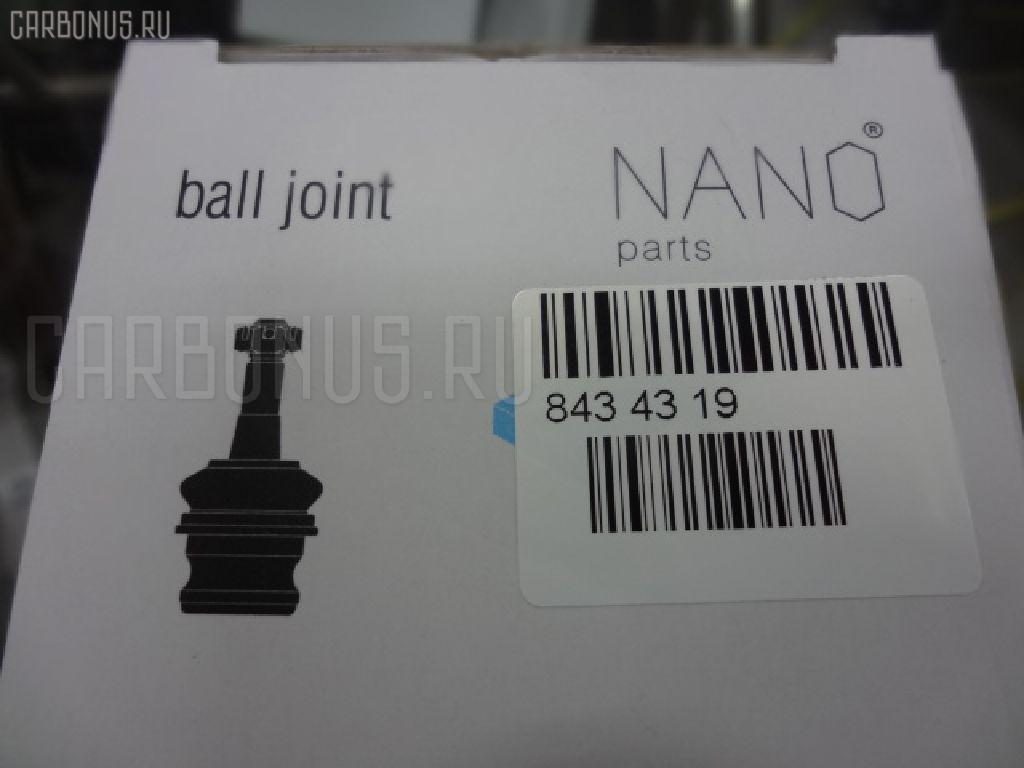 CARBONUS.RU
ball joint
NANO®
parts
CARBONUS.RU
843 43 19